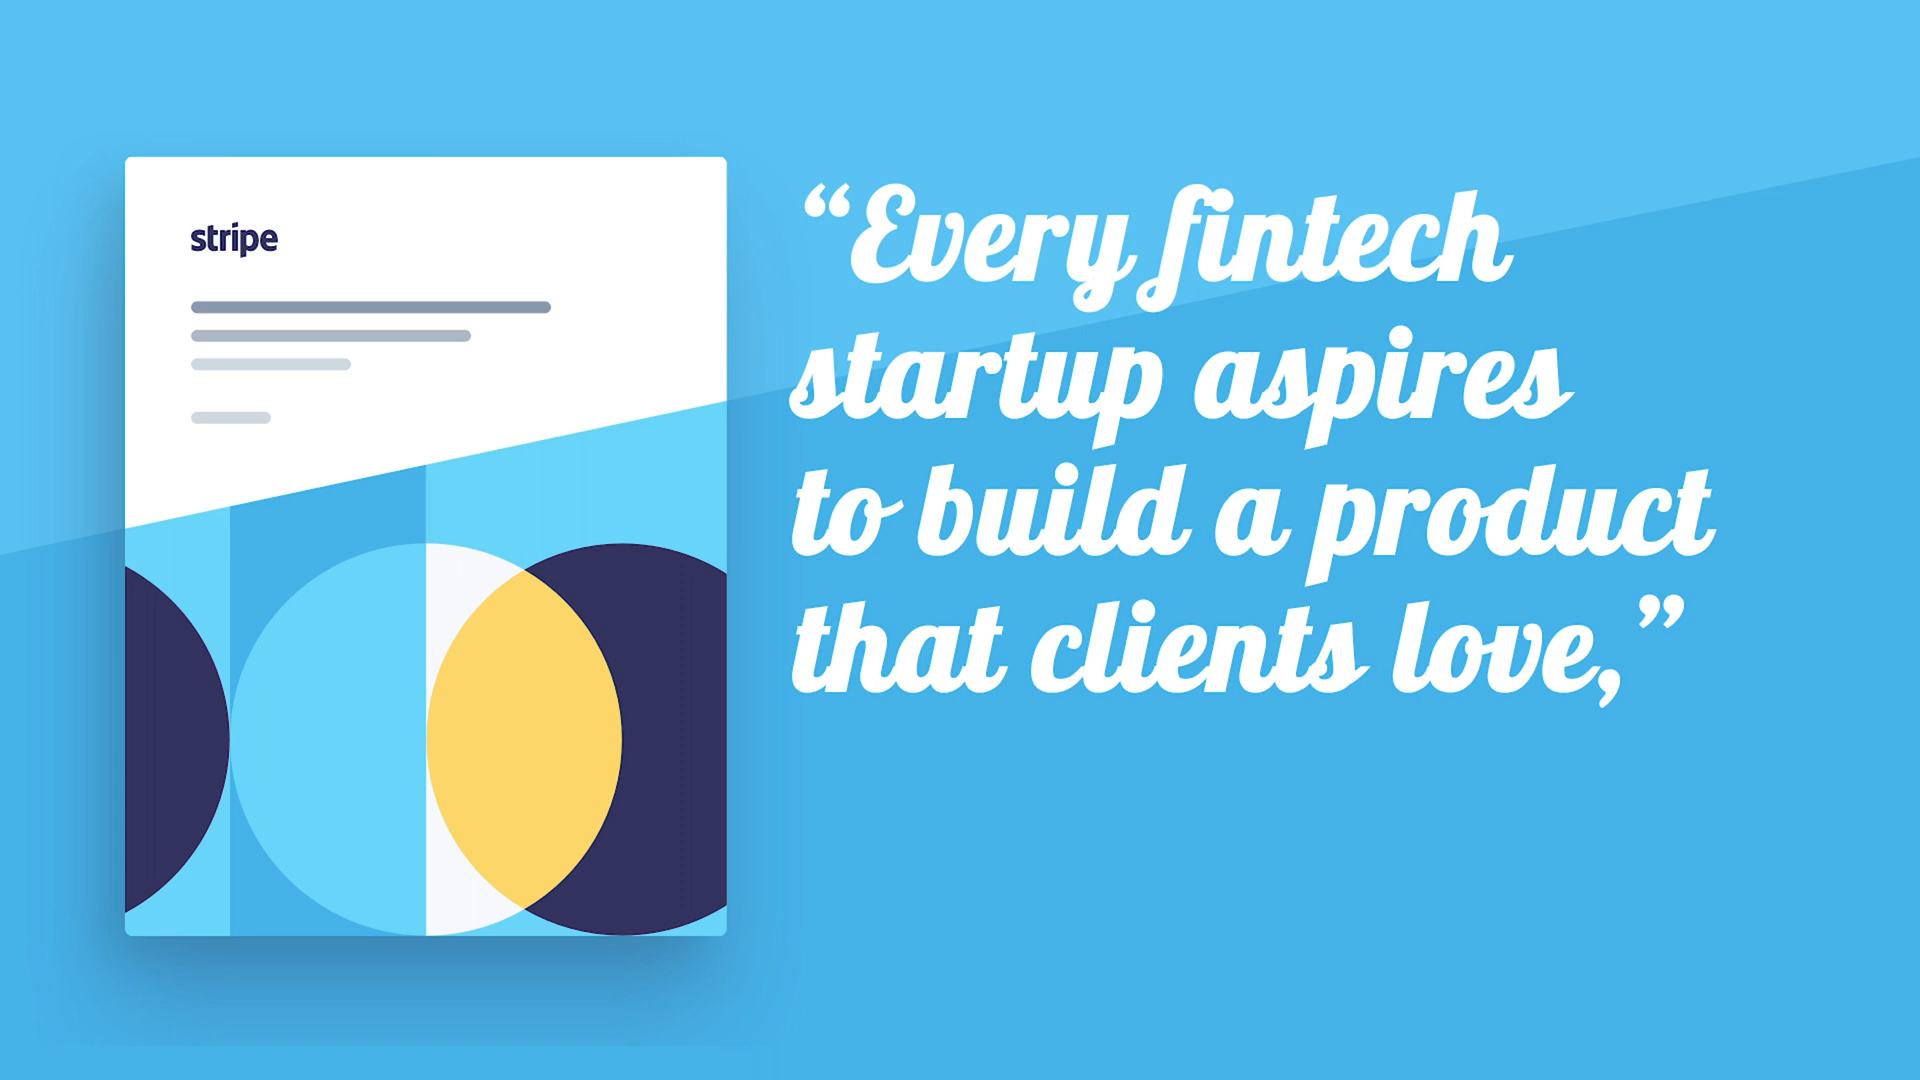 stripe
“Every fintech
startup aspires
to build a product
that clients love,”